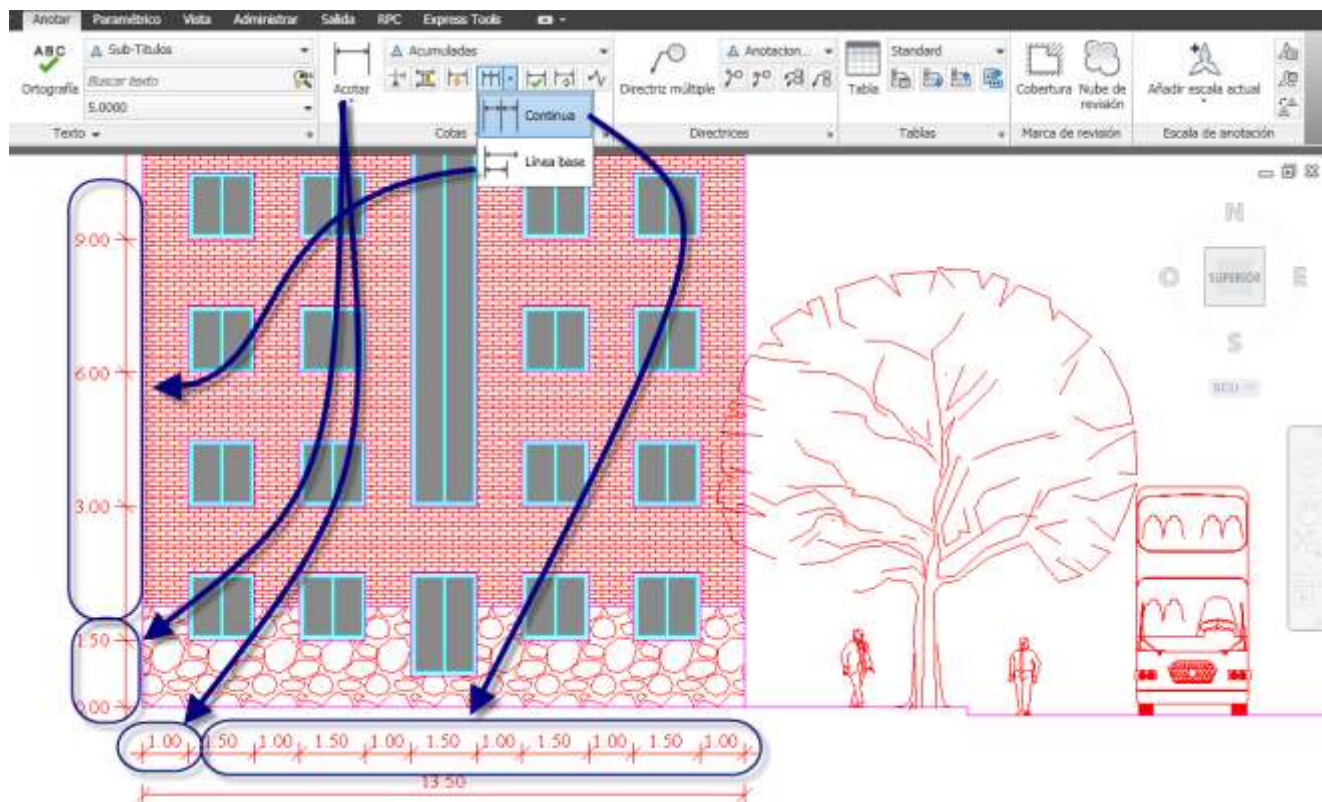 Anotar Paramétrico Vista Administrar Salida RPC Express Tools
ABC
Ortografía
Sub-Títulos
Buscar texto
5.0000
Texto
Acotar
Acumuladas
Continua
Línea base
Cotas
Directriz múltiple
Anotacion...
Directrices
Tabla
Standard
Tablas
Cobertura
Nube de revisión
Marca de revisión
Añadir escala actual
Escala de anotación
N
O
SUPERIOR
E
S
SCU
9.00
6.00
3.00
1.50
0.00
1.00 1.50 1.00 1.50 1.00 1.50 1.00 1.50 1.00 1.50 1.00
13.50